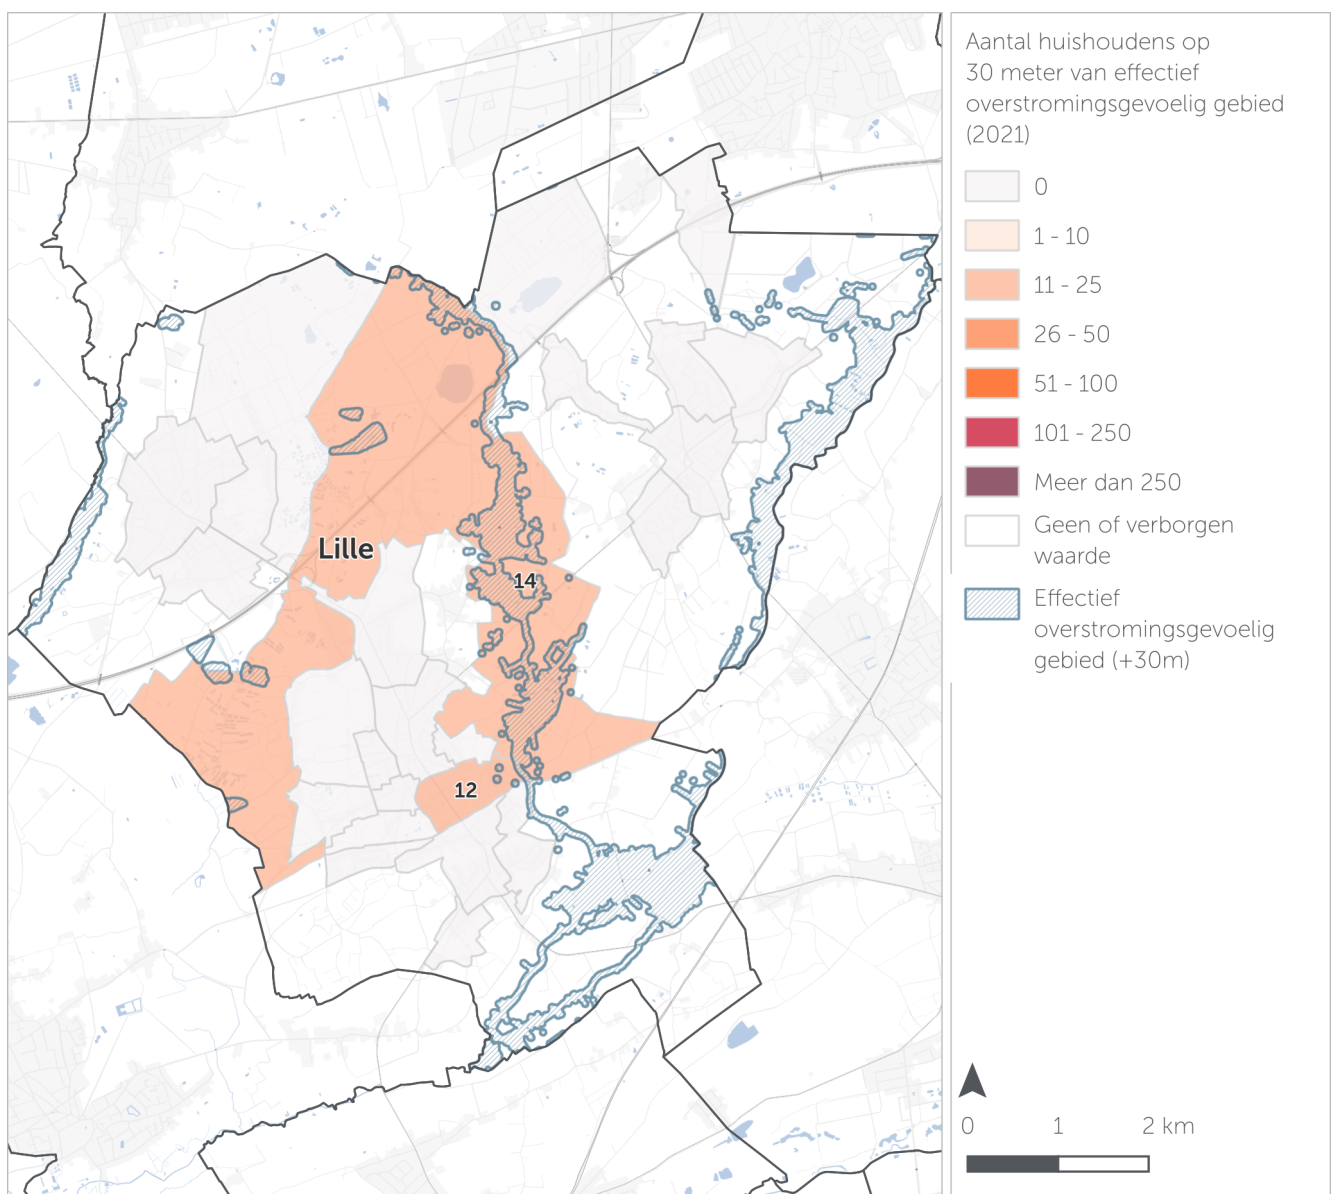 Lille
14
12
Aantal huishoudens op
30 meter van effectief
overstromingsgevoelig gebied
(2021)
0
1 - 10
11 - 25
26 - 50
51 - 100
101 - 250
Meer dan 250
Geen of verborgen
waarde
Effectief
overstromingsgevoelig
gebied (+30m)
0 1 2 km